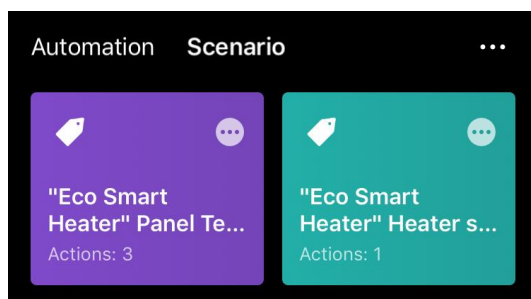 Automation Scenario
"Eco Smart
Heater" Panel Te...
Actions: 3
"Eco Smart
Heater" Heater s...
Actions: 1